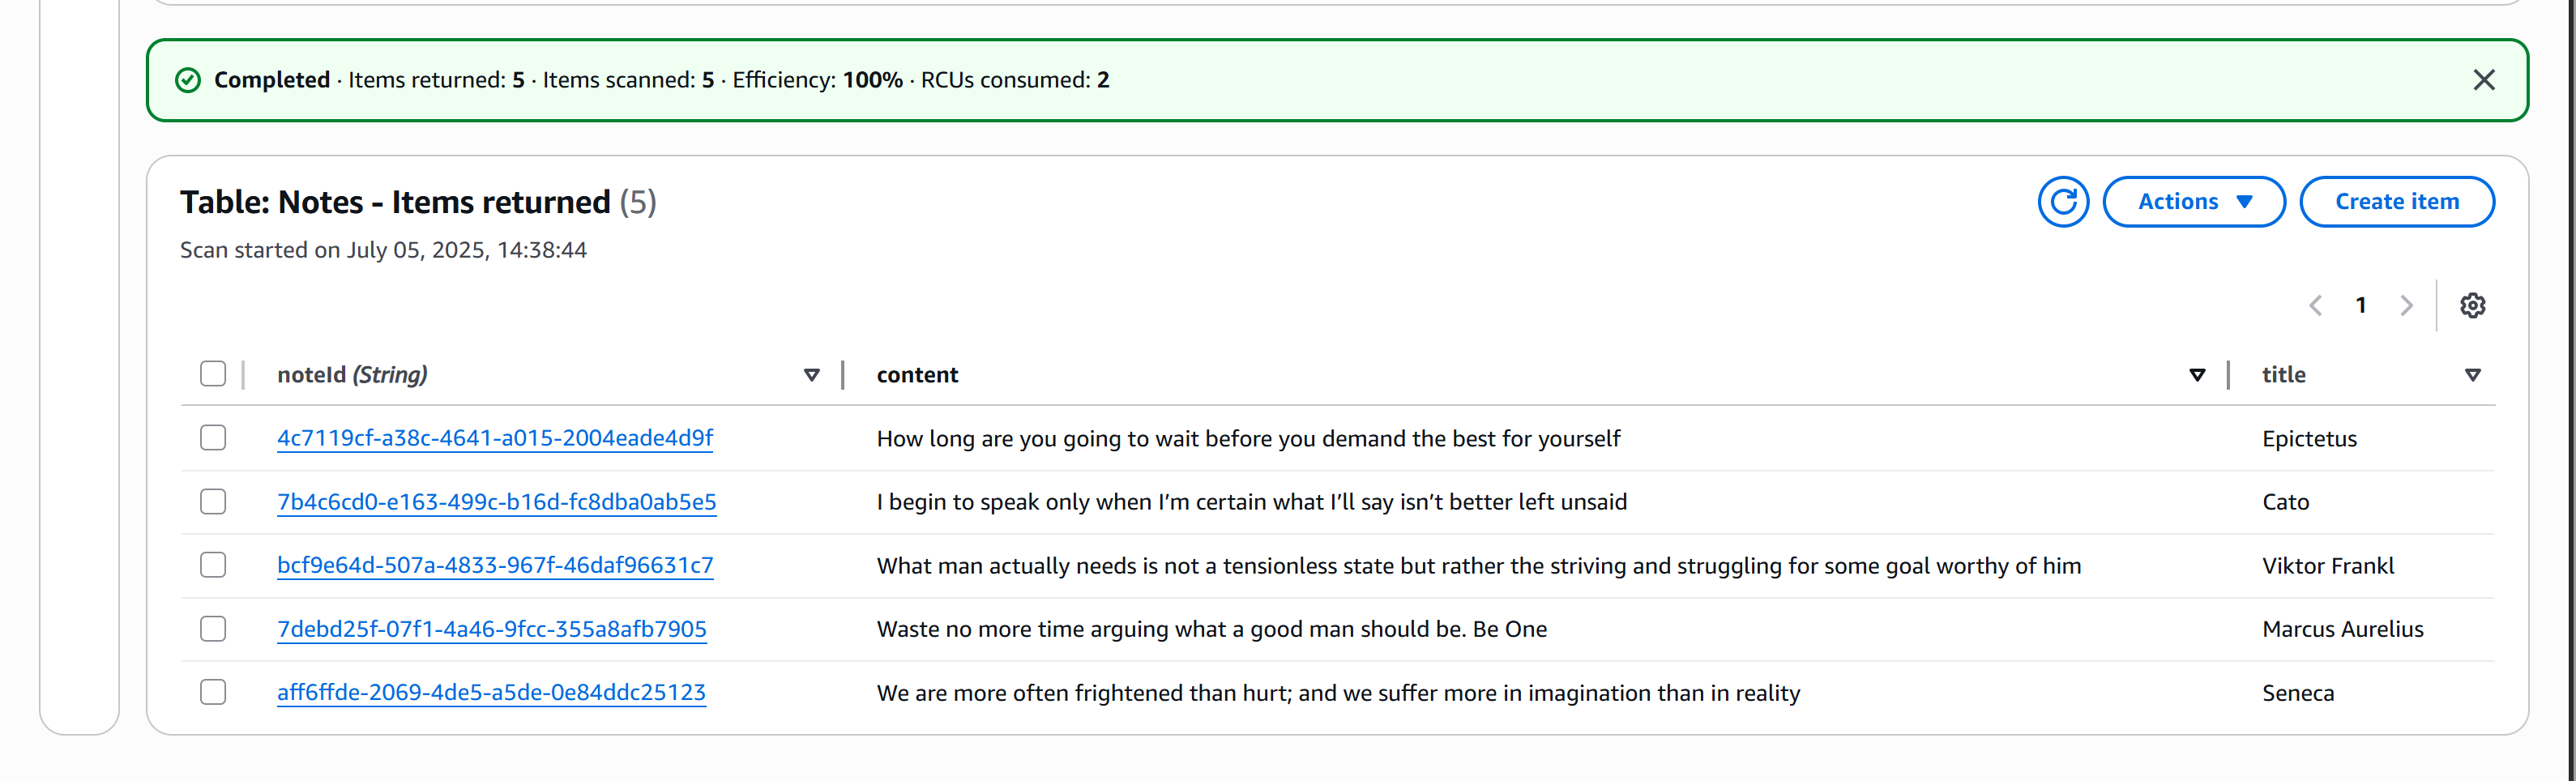 Completed · Items returned: 5 · Items scanned: 5 · Efficiency: 100% · RCUs consumed: 2
Table: Notes - Items returned (5)
Actions
Create item
Scan started on July 05, 2025, 14:38:44
1
noteId (String) content title
4c7119cf-a38c-4641-a015-2004eade4d9f How long are you going to wait before you demand the best for yourself Epictetus
7b4c6cd0-e163-499c-b16d-fc8dba0ab5e5 I begin to speak only when I’m certain what I’ll say isn’t better left unsaid Cato
bcf9e64d-507a-4833-967f-46daf96631c7 What man actually needs is not a tensionless state but rather the striving and struggling for some goal worthy of him Viktor Frankl
7debd25f-07f1-4a46-9fcc-355a8afb7905 Waste no more time arguing what a good man should be. Be One Marcus Aurelius
aff6ffde-2069-4de5-a5de-0e84ddc25123 We are more often frightened than hurt; and we suffer more in imagination than in reality Seneca